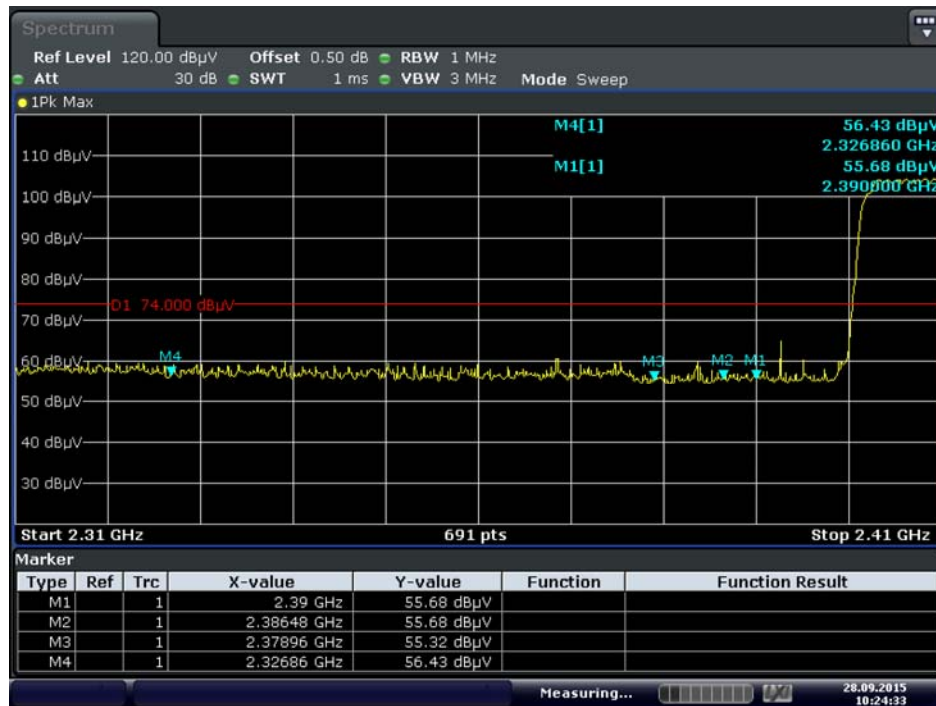 Spectrum
Ref Level 120.00 dBµV Offset 0.50 dB RBW 1 MHz
Att 30 dB SWT 1 ms VBW 3 MHz Mode Sweep
1Pk Max
M4[1] 56.43 dBµV
2.326860 GHz
M1[1] 55.68 dBµV
2.390000 GHz
110 dBµV
100 dBµV
90 dBµV
80 dBµV
D1 74.000 dBµV
70 dBµV
60 dBµV
M4 M3 M2 M1
50 dBµV
40 dBµV
30 dBµV
Start 2.31 GHz 691 pts Stop 2.41 GHz
Marker
Type Ref Trc X-value Y-value Function Function Result
M1 1 2.39 GHz 55.68 dBµV
M2 1 2.38648 GHz 55.68 dBµV
M3 1 2.37896 GHz 55.32 dBµV
M4 1 2.32686 GHz 56.43 dBµV
Measuring... 28.09.2015
10:24:33